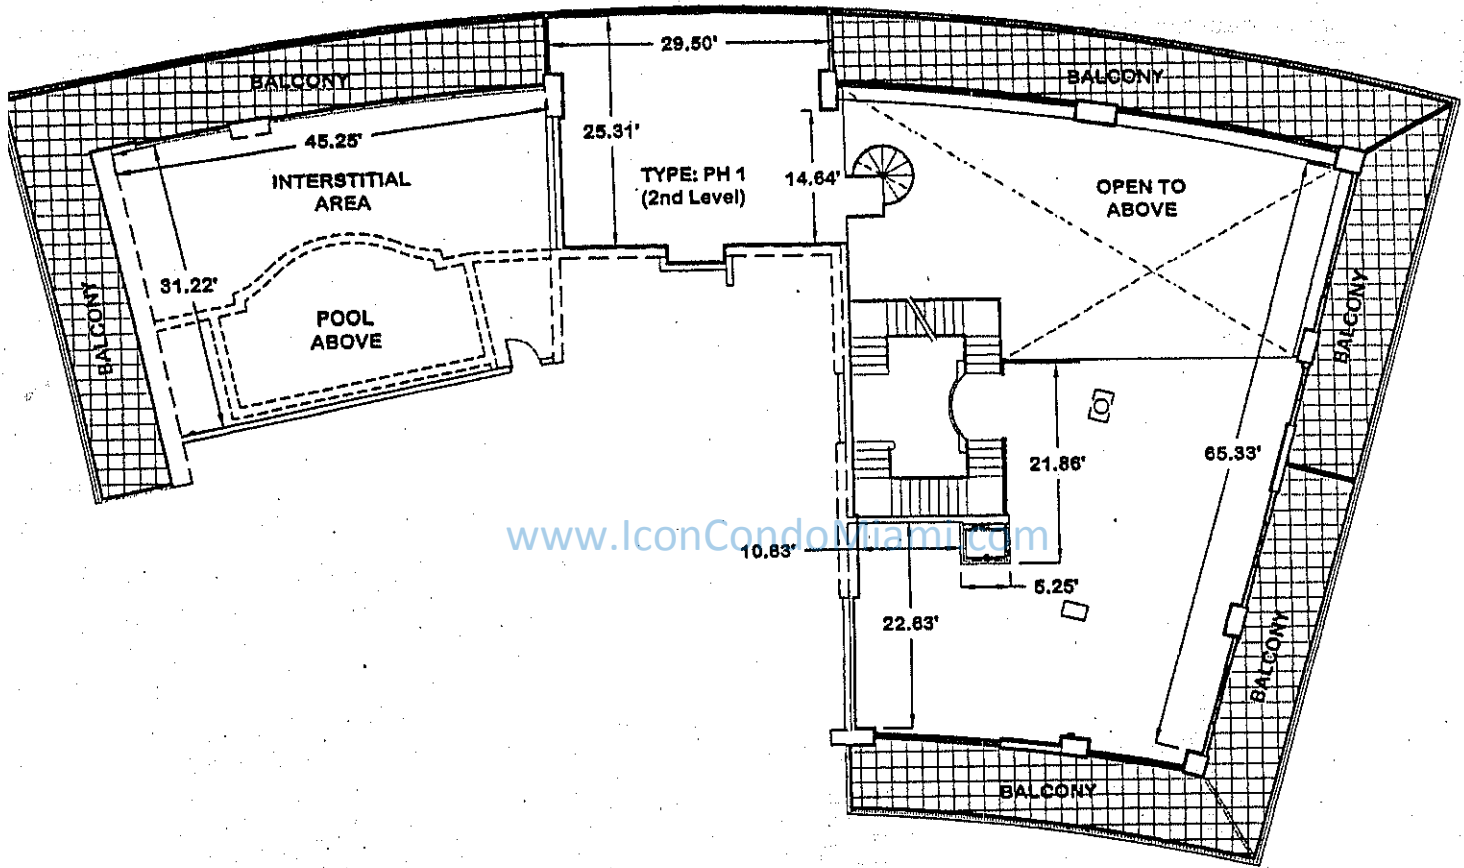 29.50'
BALCONY
BALCONY
25.31'
45.25'
TYPE: PH 1
(2nd Level)
14.64'
INTERSTITIAL
AREA
OPEN TO
ABOVE
31.22'
POOL
ABOVE
BALCONY
BALCONY
21.86'
65.33'
www.IconCondoMiami.com
10.83'
5.25'
22.83'
BALCONY
BALCONY